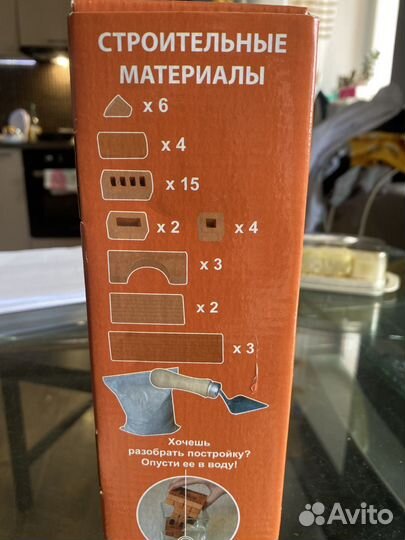 СТРОИТЕЛЬНЫЕ
МАТЕРИАЛЫ
x 6
x 4
x 15
x 2
x 4
x 3
x 2
x 3
Хочешь
разобрать постройку?
Опусти ее в воду!
Avito